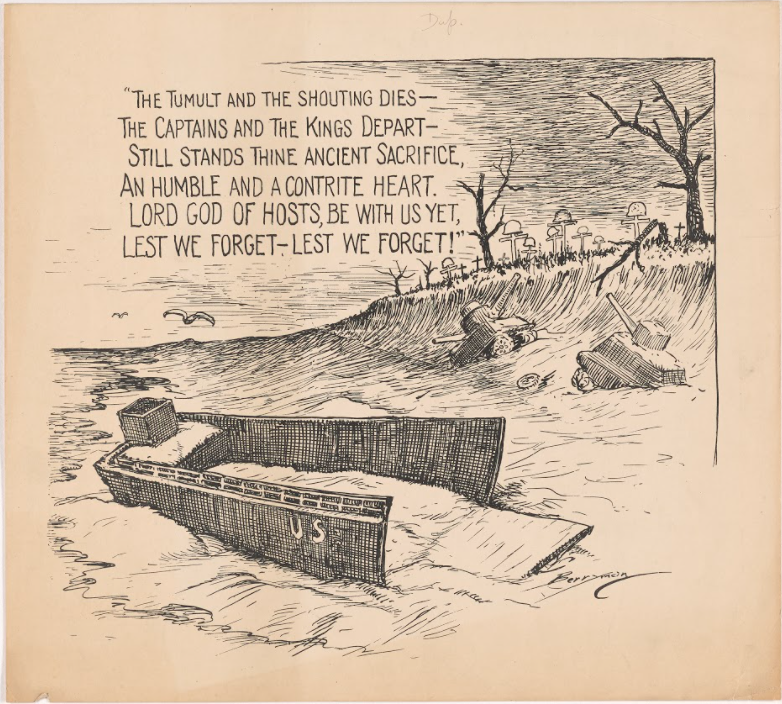 Dup.
"THE TUMULT AND THE SHOUTING DIES—
THE CAPTAINS AND THE KINGS DEPART—
STILL STANDS THINE ANCIENT SACRIFICE,
AN HUMBLE AND A CONTRITE HEART.
LORD GOD OF HOSTS, BE WITH US YET,
LEST WE FORGET—LEST WE FORGET!"
US
Berryman